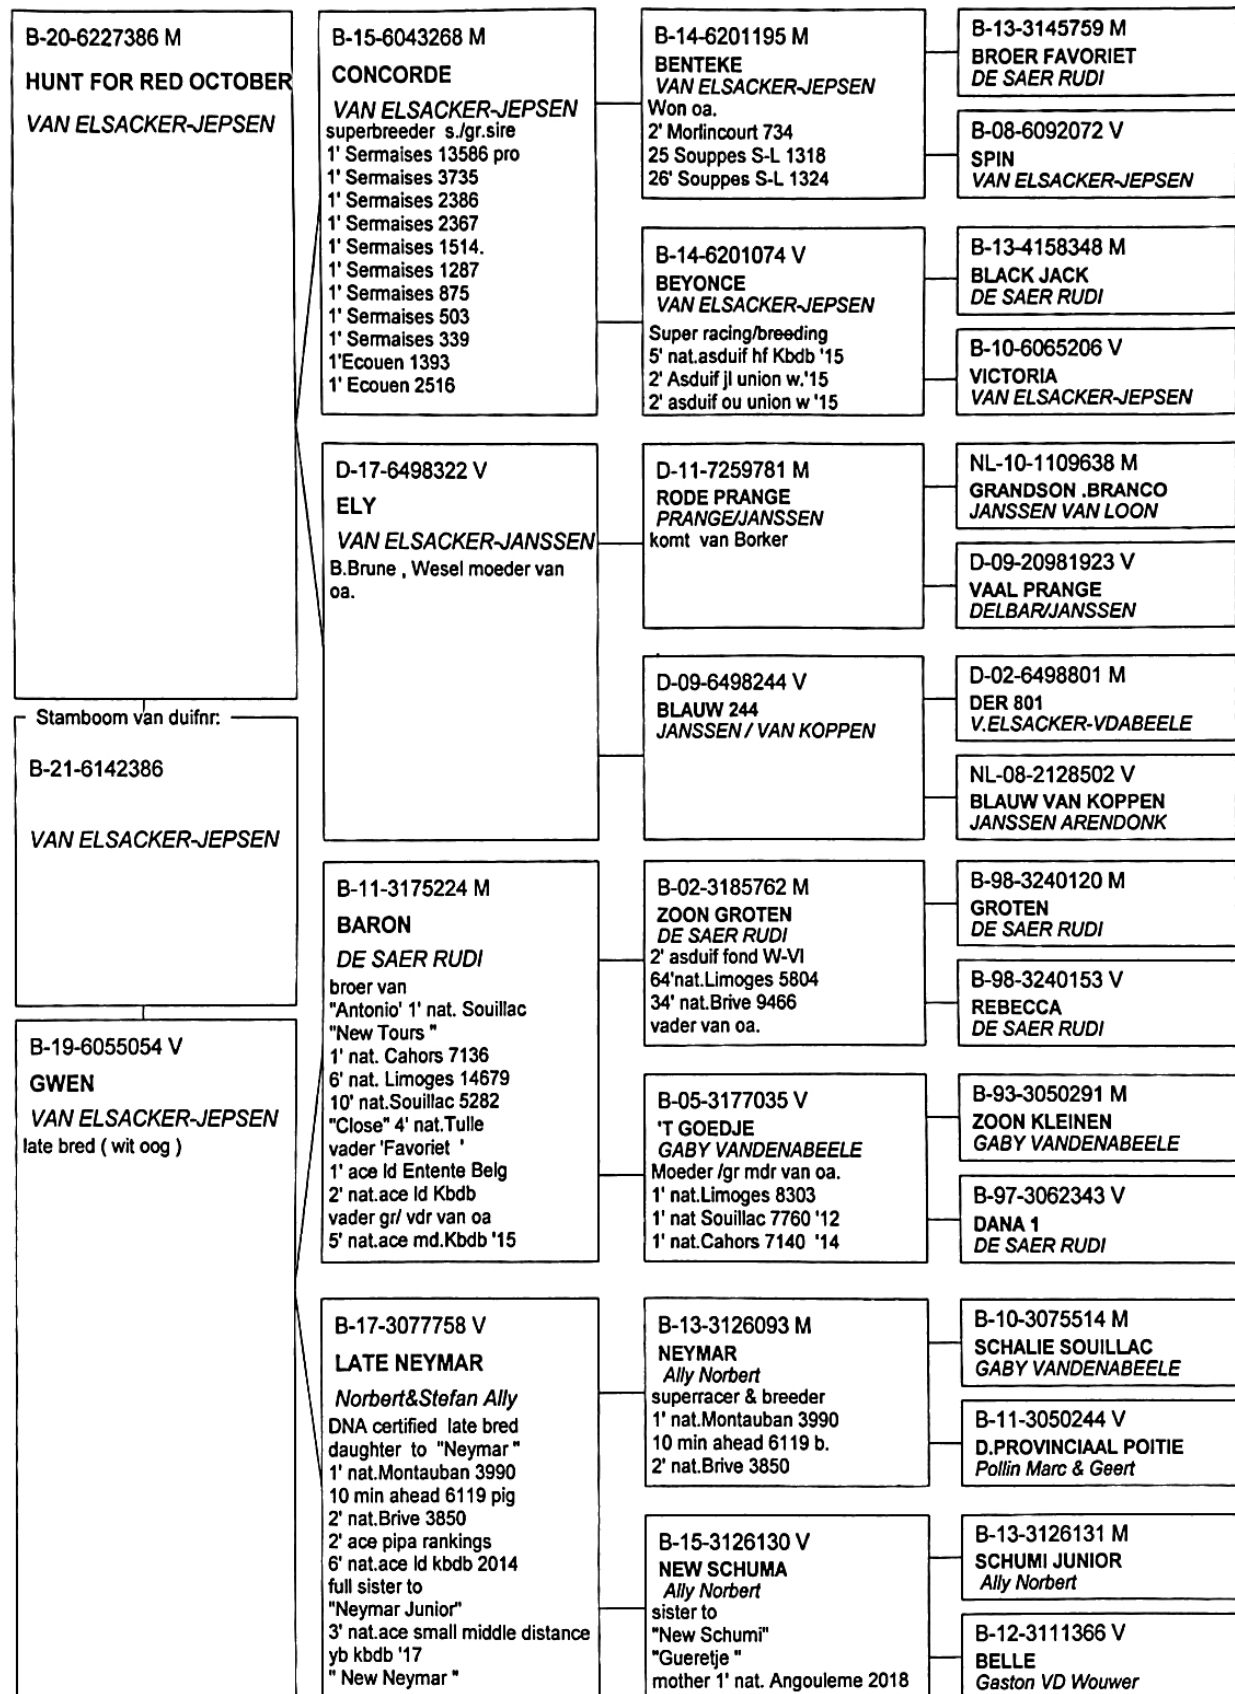 B-20-6227386 M
HUNT FOR RED OCTOBER
VAN ELSACKER-JEPSEN
Stamboom van duifnr:
B-21-6142386
VAN ELSACKER-JEPSEN
B-19-6055054 V
GWEN
VAN ELSACKER-JEPSEN
late bred ( wit oog )
B-15-6043268 M
CONCORDE
VAN ELSACKER-JEPSEN
superbreeder s./gr.sire
1' Sermaises 13586 pro
1' Sermaises 3735
1' Sermaises 2386
1' Sermaises 2367
1' Sermaises 1514.
1' Sermaises 1287
1' Sermaises 875
1' Sermaises 503
1' Sermaises 339
1'Ecouen 1393
1' Ecouen 2516
D-17-6498322 V
ELY
VAN ELSACKER-JANSSEN
B.Brune , Wesel moeder van
oa.
B-11-3175224 M
BARON
DE SAER RUDI
broer van
"Antonio' 1' nat. Souillac
"New Tours "
1' nat. Cahors 7136
6' nat. Limoges 14679
10' nat.Souillac 5282
"Close" 4' nat.Tulle
vader 'Favoriet '
1' ace ld Entente Belg
2' nat.ace ld Kbdb
vader gr/ vdr van oa
5' nat.ace md.Kbdb '15
B-17-3077758 V
LATE NEYMAR
Norbert&Stefan Ally
DNA certified late bred
daughter to "Neymar "
1' nat.Montauban 3990
10 min ahead 6119 pig
2' nat.Brive 3850
2' ace pipa rankings
6' nat.ace ld kbdb 2014
full sister to
"Neymar Junior"
3' nat.ace small middle distance
yb kbdb '17
" New Neymar "
B-14-6201195 M
BENTEKE
VAN ELSACKER-JEPSEN
Won oa.
2' Morlincourt 734
25 Souppes S-L 1318
26' Souppes S-L 1324
B-14-6201074 V
BEYONCE
VAN ELSACKER-JEPSEN
Super racing/breeding
5' nat.asduif hf Kbdb '15
2' Asduif jl union w.'15
2' asduif ou union w '15
D-11-7259781 M
RODE PRANGE
PRANGE/JANSSEN
komt van Borker
D-09-6498244 V
BLAUW 244
JANSSEN / VAN KOPPEN
B-02-3185762 M
ZOON GROTEN
DE SAER RUDI
2' asduif fond W-Vl
64'nat.Limoges 5804
34' nat.Brive 9466
vader van oa.
B-05-3177035 V
'T GOEDJE
GABY VANDENABEELE
Moeder /gr mdr van oa.
1' nat.Limoges 8303
1' nat Souillac 7760 '12
1' nat.Cahors 7140 '14
B-13-3126093 M
NEYMAR
Ally Norbert
superracer & breeder
1' nat.Montauban 3990
10 min ahead 6119 b.
2' nat.Brive 3850
B-15-3126130 V
NEW SCHUMA
Ally Norbert
sister to
"New Schumi"
"Gueretje "
mother 1' nat. Angouleme 2018
B-13-3145759 M
BROER FAVORIET
DE SAER RUDI
B-08-6092072 V
SPIN
VAN ELSACKER-JEPSEN
B-13-4158348 M
BLACK JACK
DE SAER RUDI
B-10-6065206 V
VICTORIA
VAN ELSACKER-JEPSEN
NL-10-1109638 M
GRANDSON .BRANCO
JANSSEN VAN LOON
D-09-20981923 V
VAAL PRANGE
DELBAR/JANSSEN
D-02-6498801 M
DER 801
V.ELSACKER-VDABEELE
NL-08-2128502 V
BLAUW VAN KOPPEN
JANSSEN ARENDONK
B-98-3240120 M
GROTEN
DE SAER RUDI
B-98-3240153 V
REBECCA
DE SAER RUDI
B-93-3050291 M
ZOON KLEINEN
GABY VANDENABEELE
B-97-3062343 V
DANA 1
DE SAER RUDI
B-10-3075514 M
SCHALIE SOUILLAC
GABY VANDENABEELE
B-11-3050244 V
D.PROVINCIAAL POITIE
Pollin Marc & Geert
B-13-3126131 M
SCHUMI JUNIOR
Ally Norbert
B-12-3111366 V
BELLE
Gaston VD Wouwer